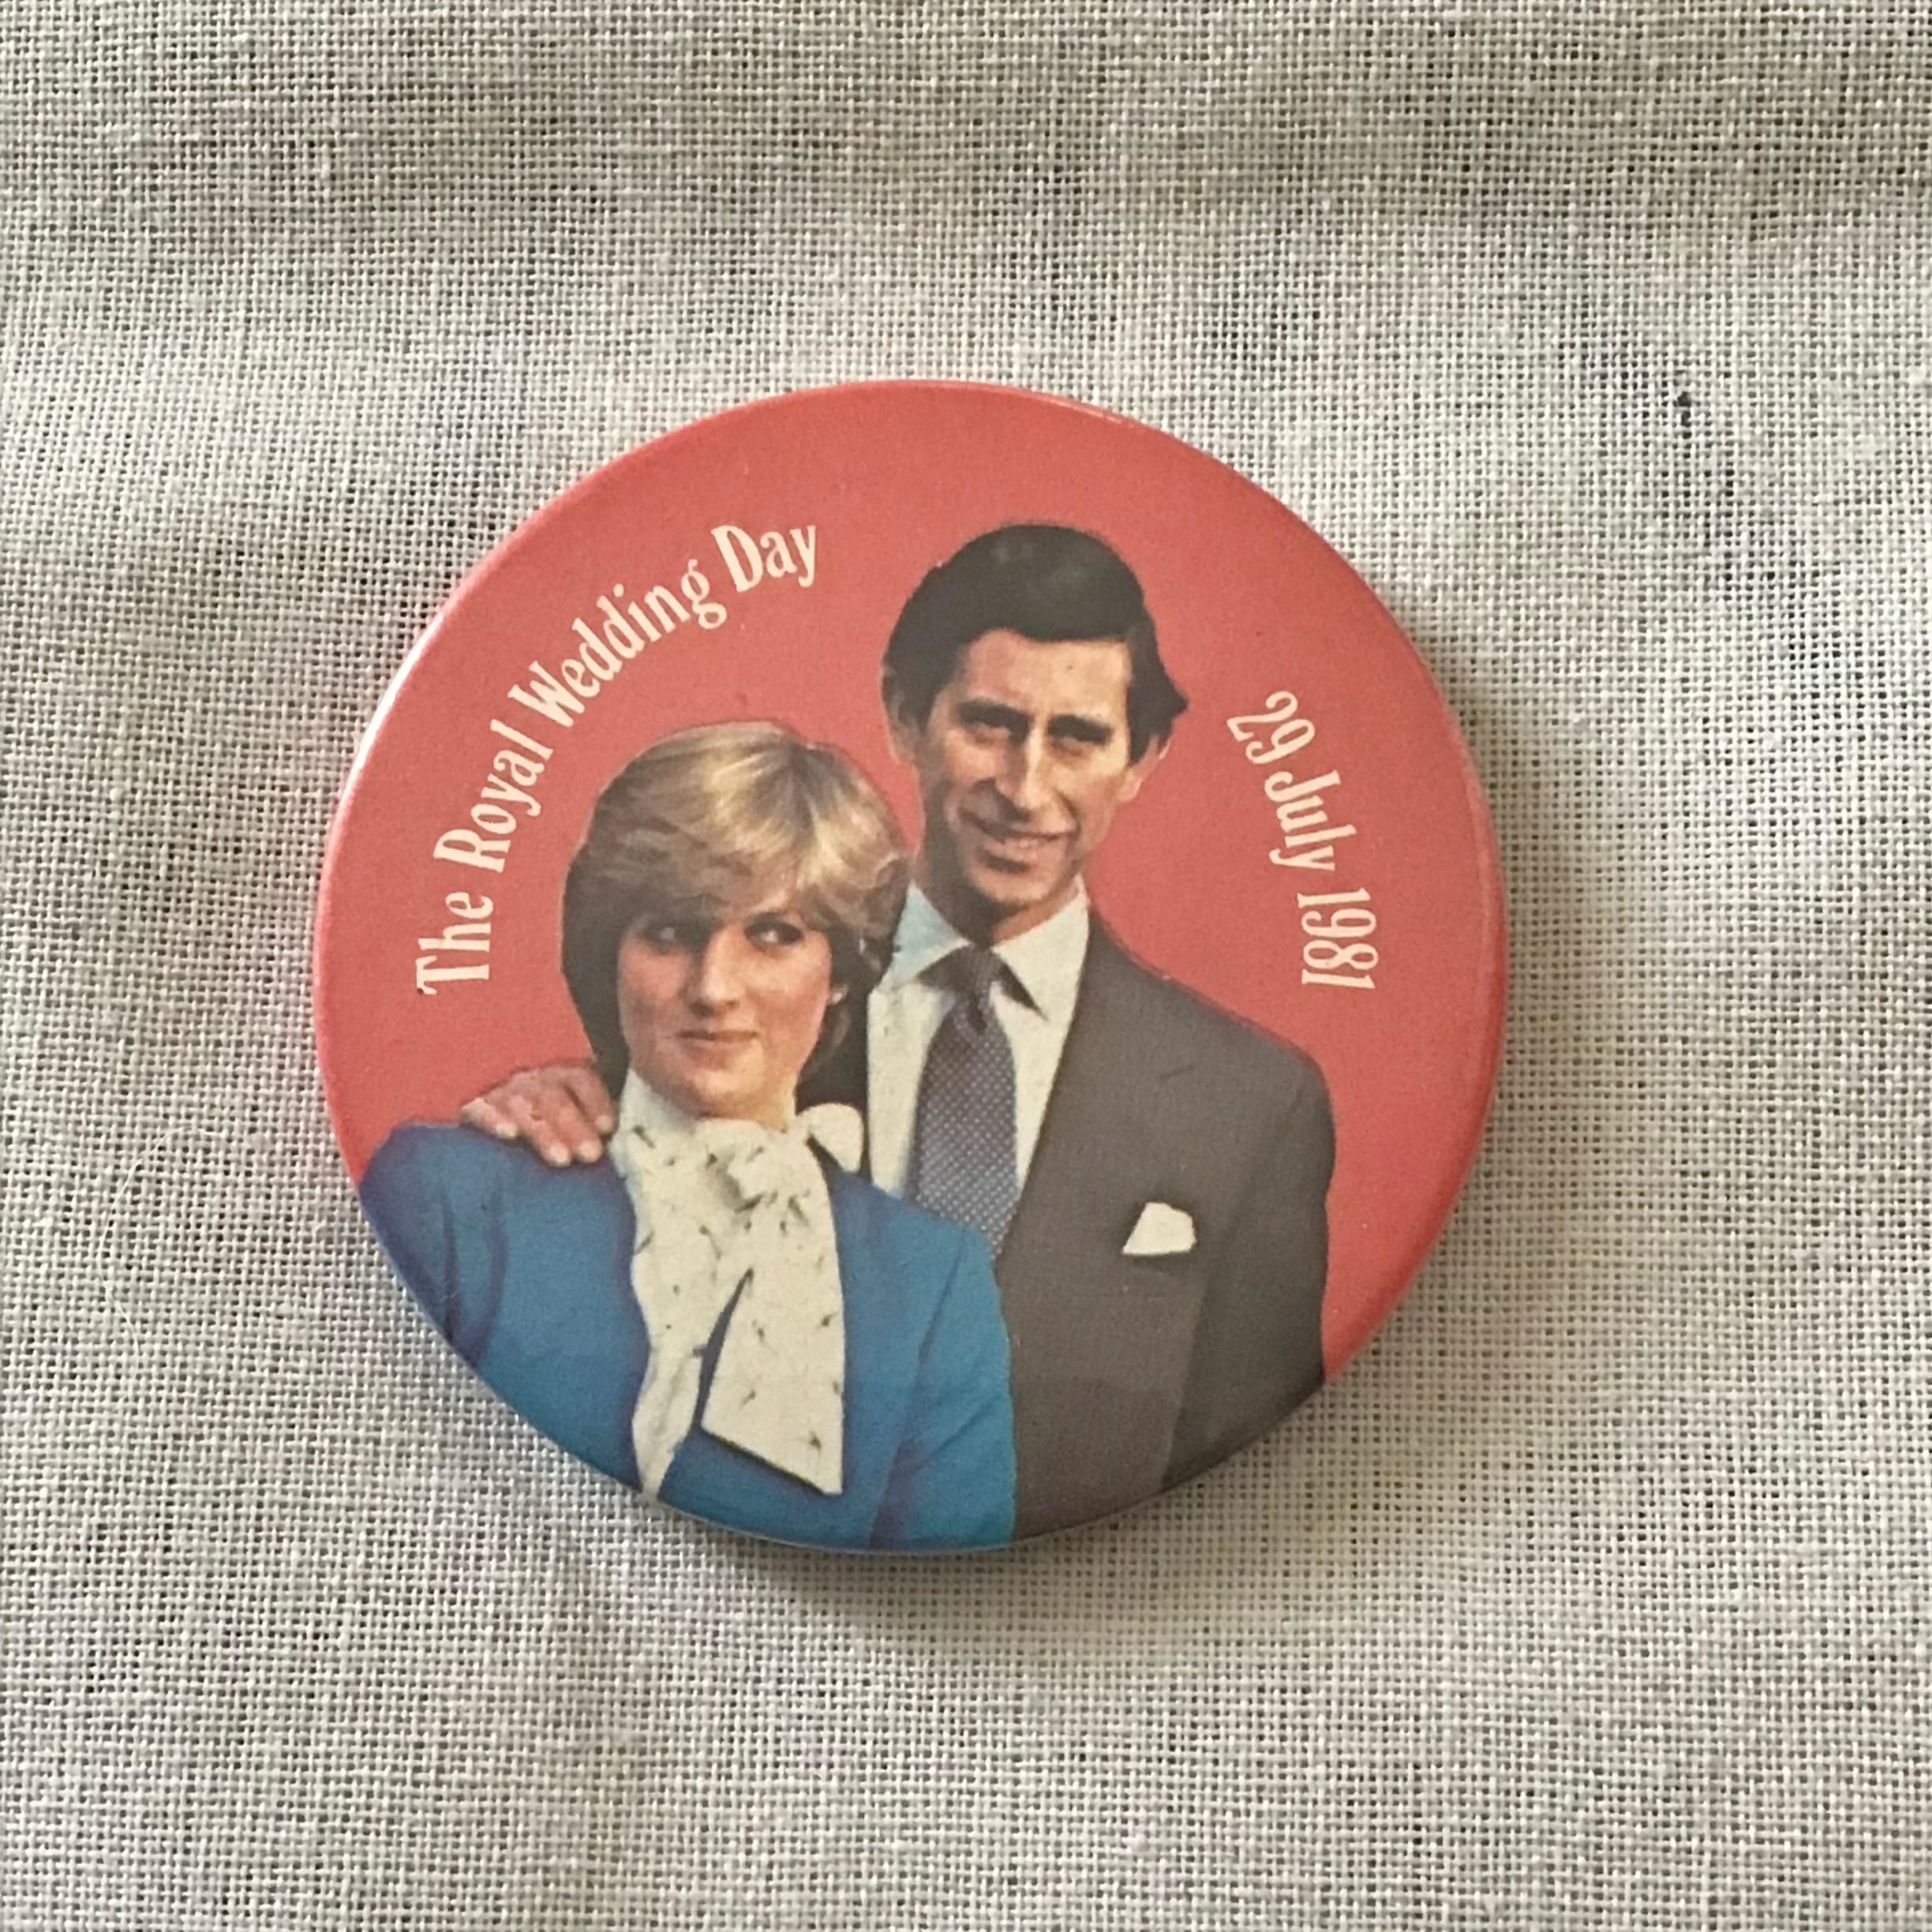 The Royal Wedding Day
29 July 1981